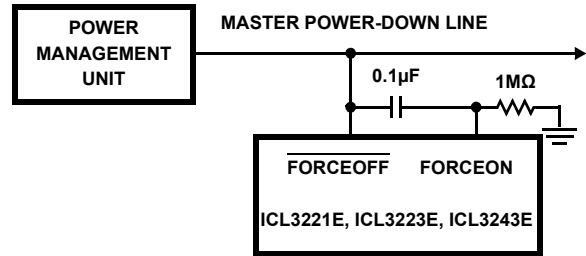 POWER
MANAGEMENT
UNIT
MASTER POWER-DOWN LINE
0.1µF
1MΩ
FORCEOFF FORCEON
ICL3221E, ICL3223E, ICL3243E